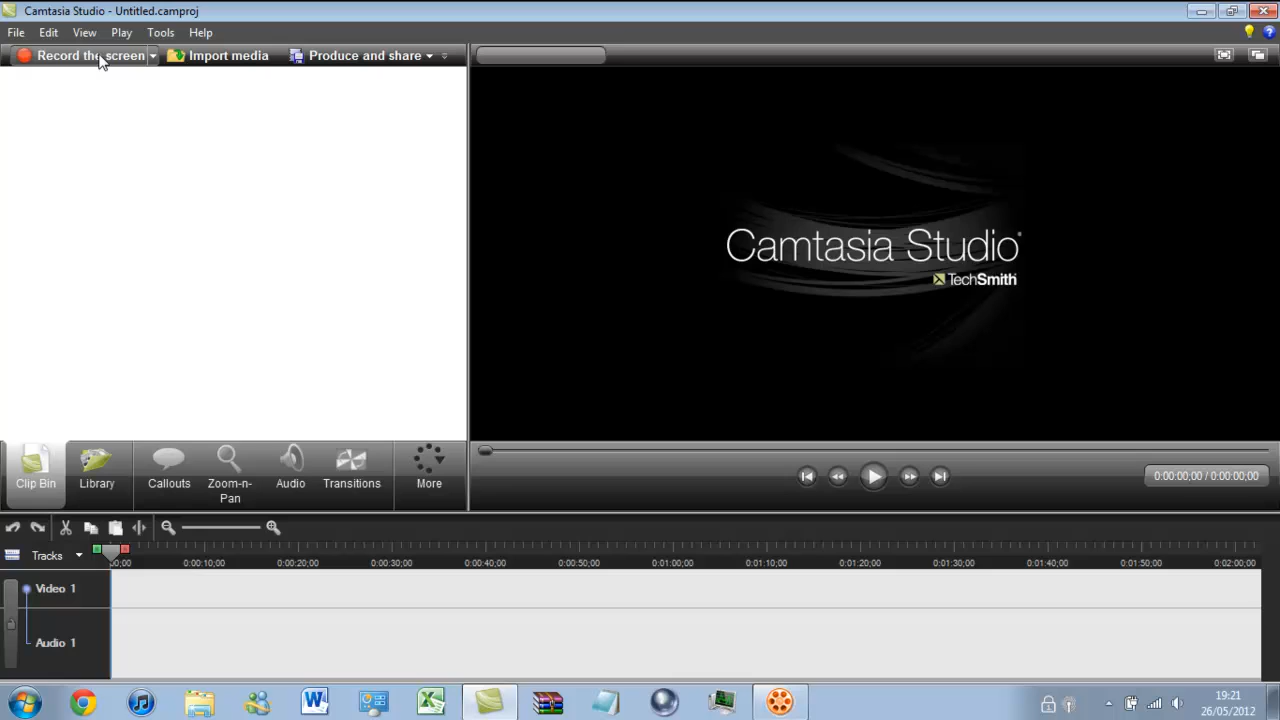 Camtasia Studio - Untitled.camproj
File Edit View Play Tools Help
Record the screen Import media Produce and share
Camtasia Studio®
TechSmith
Clip Bin Library Callouts Zoom-n-Pan Audio Transitions More
0:00:00;00 / 0:00:00;00
Tracks 00;00 0:00:10;00 0:00:20;00 0:00:30;00 0:00:40;00 0:00:50;00 0:01:00;00 0:01:10;00 0:01:20;00 0:01:30;00 0:01:40;00 0:01:50;00 0:02:00;00
Video 1
Audio 1
19:21
26/05/2012